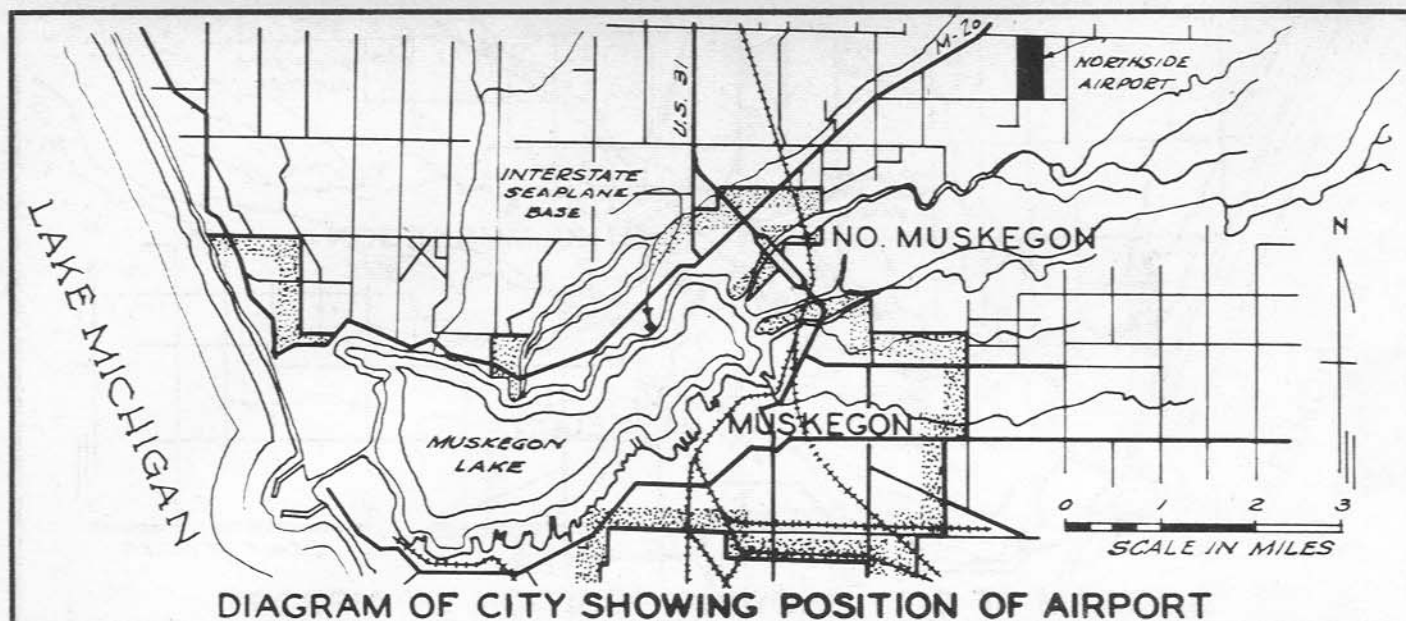 M-20
NORTHSIDE
AIRPORT
U.S. 31
INTERSTATE
SEAPLANE
BASE
LAKE MICHIGAN
NO. MUSKEGON
N
MUSKEGON
MUSKEGON
LAKE
0 1 2 3
SCALE IN MILES
DIAGRAM OF CITY SHOWING POSITION OF AIRPORT